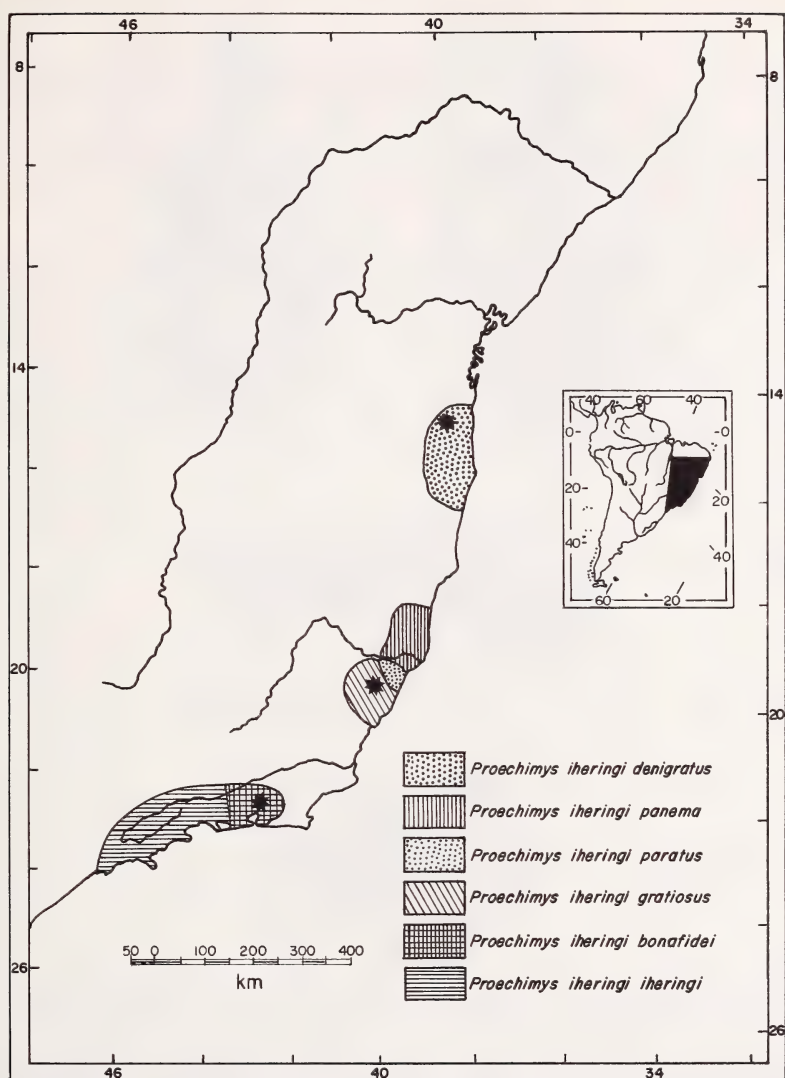 46 40 34
8 8
14 14
40 60 40
0 0
20 20
40 40
60 20
20 20
Proechimys iheringi denigratus
Proechimys iheringi panema
Proechimys iheringi paratus
Proechimys iheringi gratiosus
Proechimys iheringi bonafidei
Proechimys iheringi iheringi
50 0 100 200 300 400
km
26 26
46 40 34